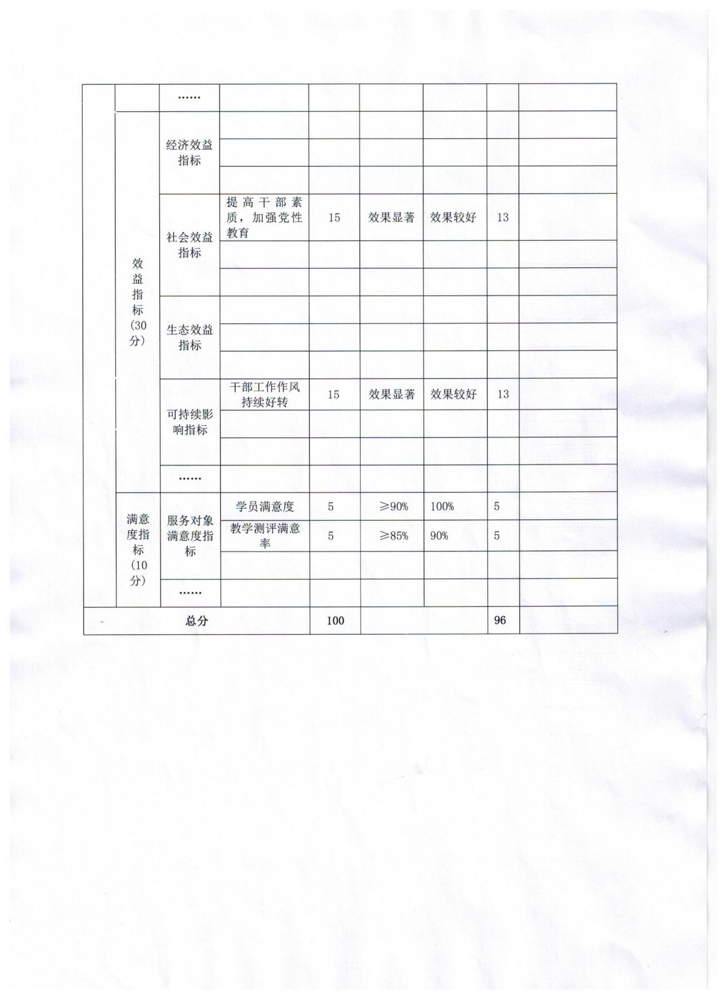 ……
经济效益
指标
提高干部素
质，加强党性
教育
15
效果显著
效果较好
13
社会效益
指标
效
益
指
标
(30
分)
生态效益
指标
干部工作作风
持续好转
15
效果显著
效果较好
13
可持续影
响指标
……
学员满意度
5
≥90%
100%
5
满意
度指
标
(10
分)
服务对象
满意度指
标
教学测评满意
率
5
≥85%
90%
5
……
总分
100
96